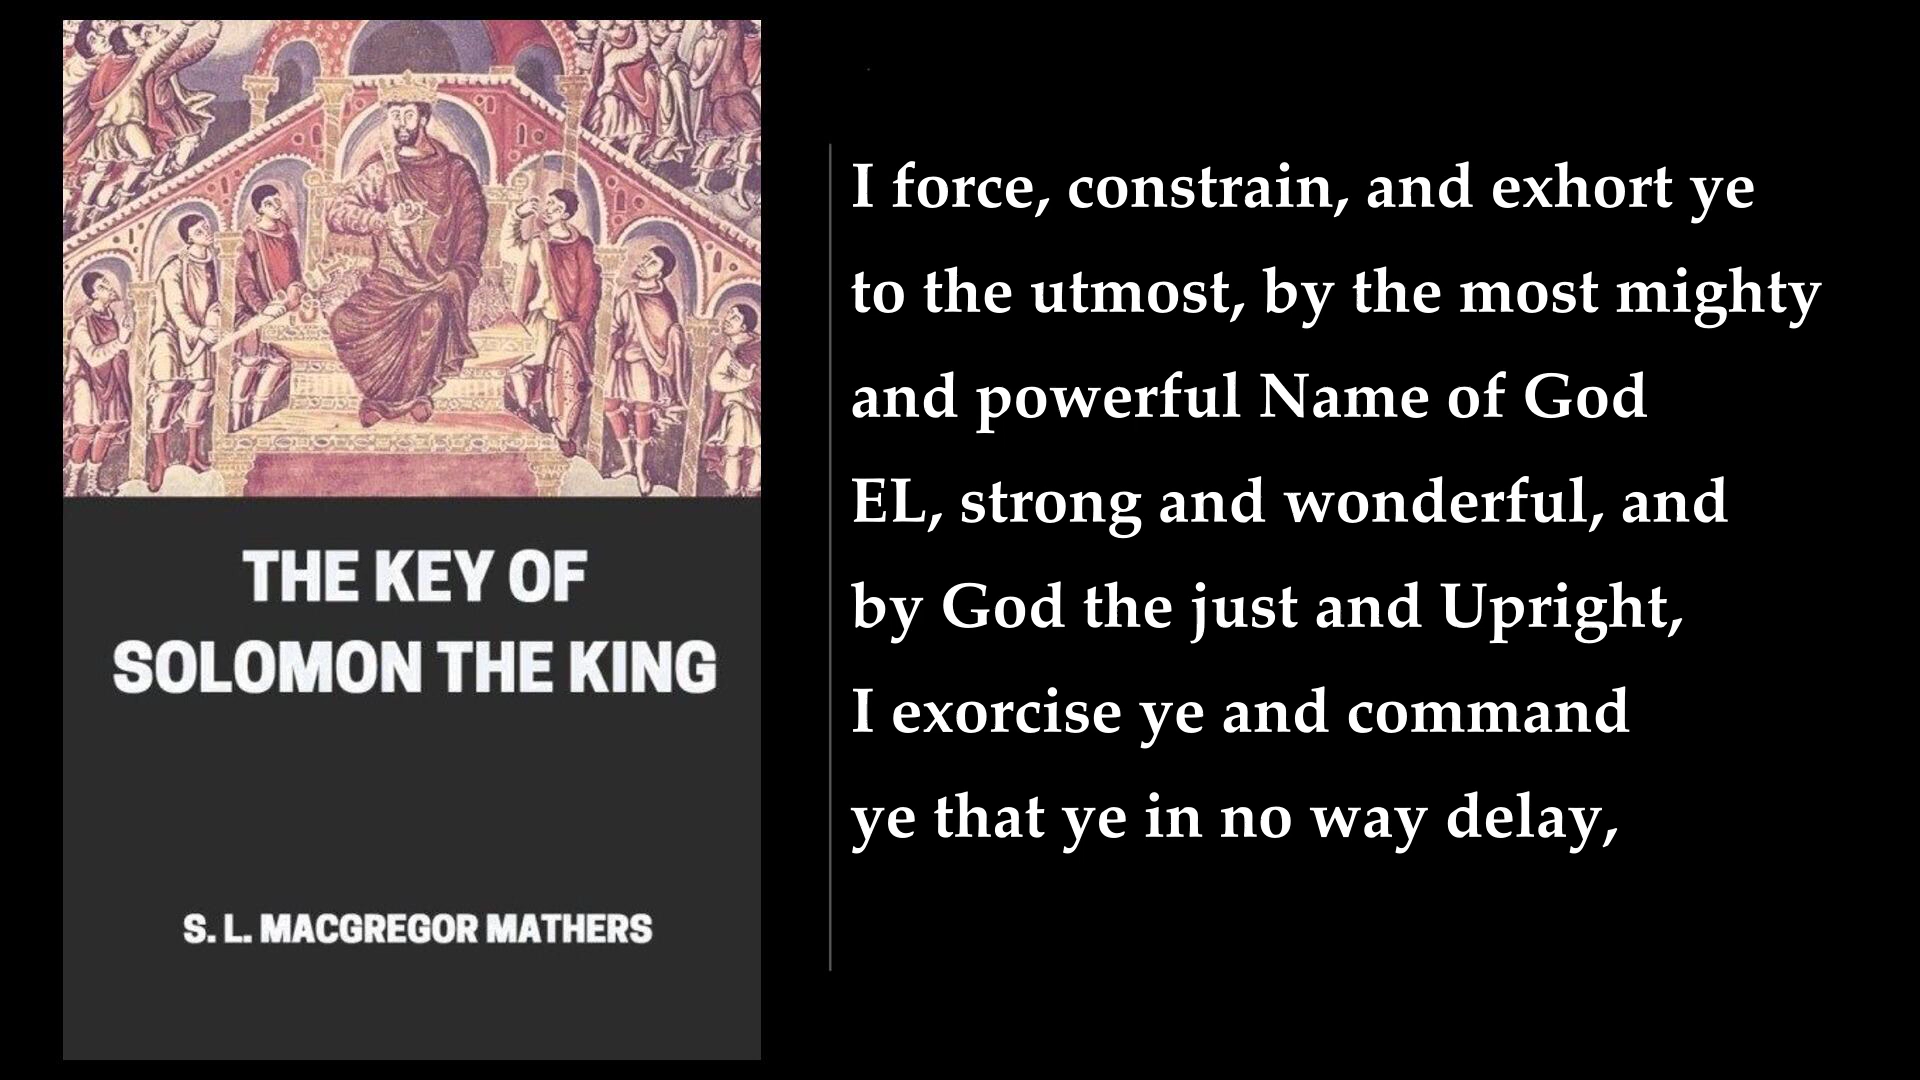 THE KEY OF
SOLOMON THE KING
S. L. MACGREGOR MATHERS
I force, constrain, and exhort ye
to the utmost, by the most mighty
and powerful Name of God
EL, strong and wonderful, and
by God the just and Upright,
I exorcise ye and command
ye that ye in no way delay,